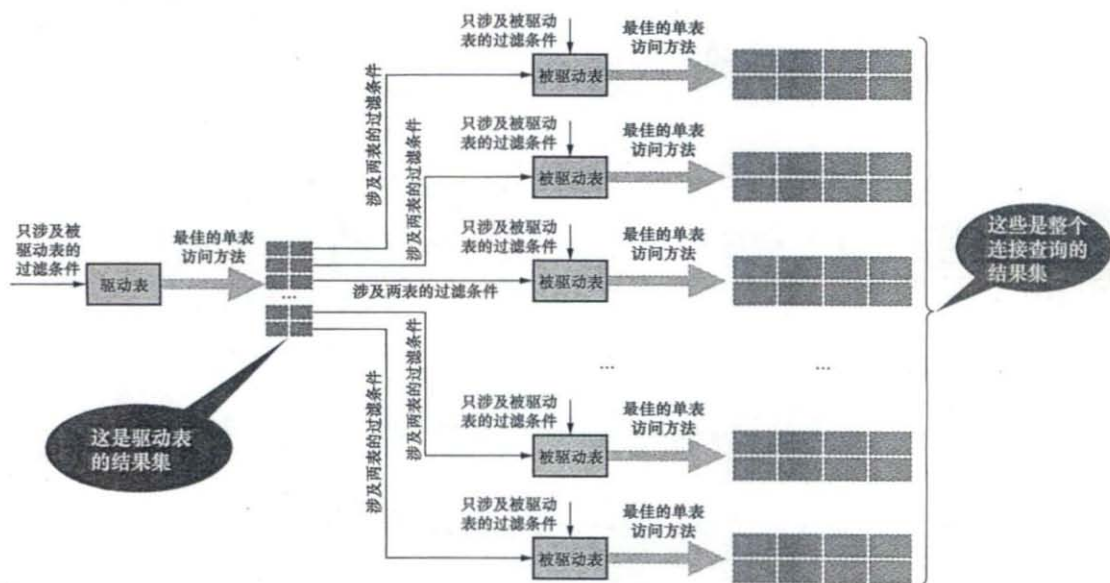 只涉及被驱动
表的过滤条件
最佳的单表
访问方法
被驱动表
涉及两表的过滤条件
只涉及被驱动
表的过滤条件
最佳的单表
访问方法
被驱动表
涉及两表的过滤条件
只涉及被
驱动表的
过滤条件
驱动表
最佳的单表
访问方法
...
涉及两表的过滤条件
只涉及被驱动
表的过滤条件
最佳的单表
访问方法
被驱动表
这些是整个
连接查询的
结果集
...
...
这是驱动表
的结果集
涉及两表的过滤条件
只涉及被驱动
表的过滤条件
最佳的单表
访问方法
被驱动表
涉及两表的过滤条件
只涉及被驱动
表的过滤条件
最佳的单表
访问方法
被驱动表